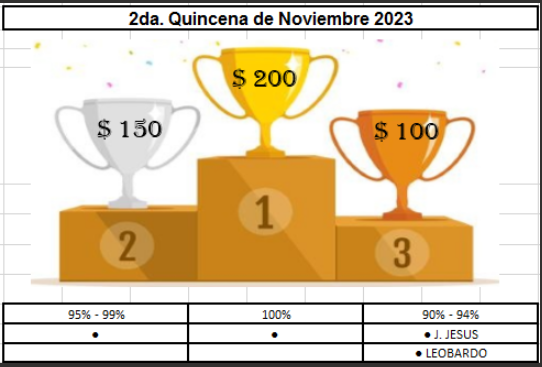 2da. Quincena de Noviembre 2023
$ 200
$ 150
$ 100
1
2
3
95% - 99% 100% 90% - 94%
• • • J. JESUS
• LEOBARDO